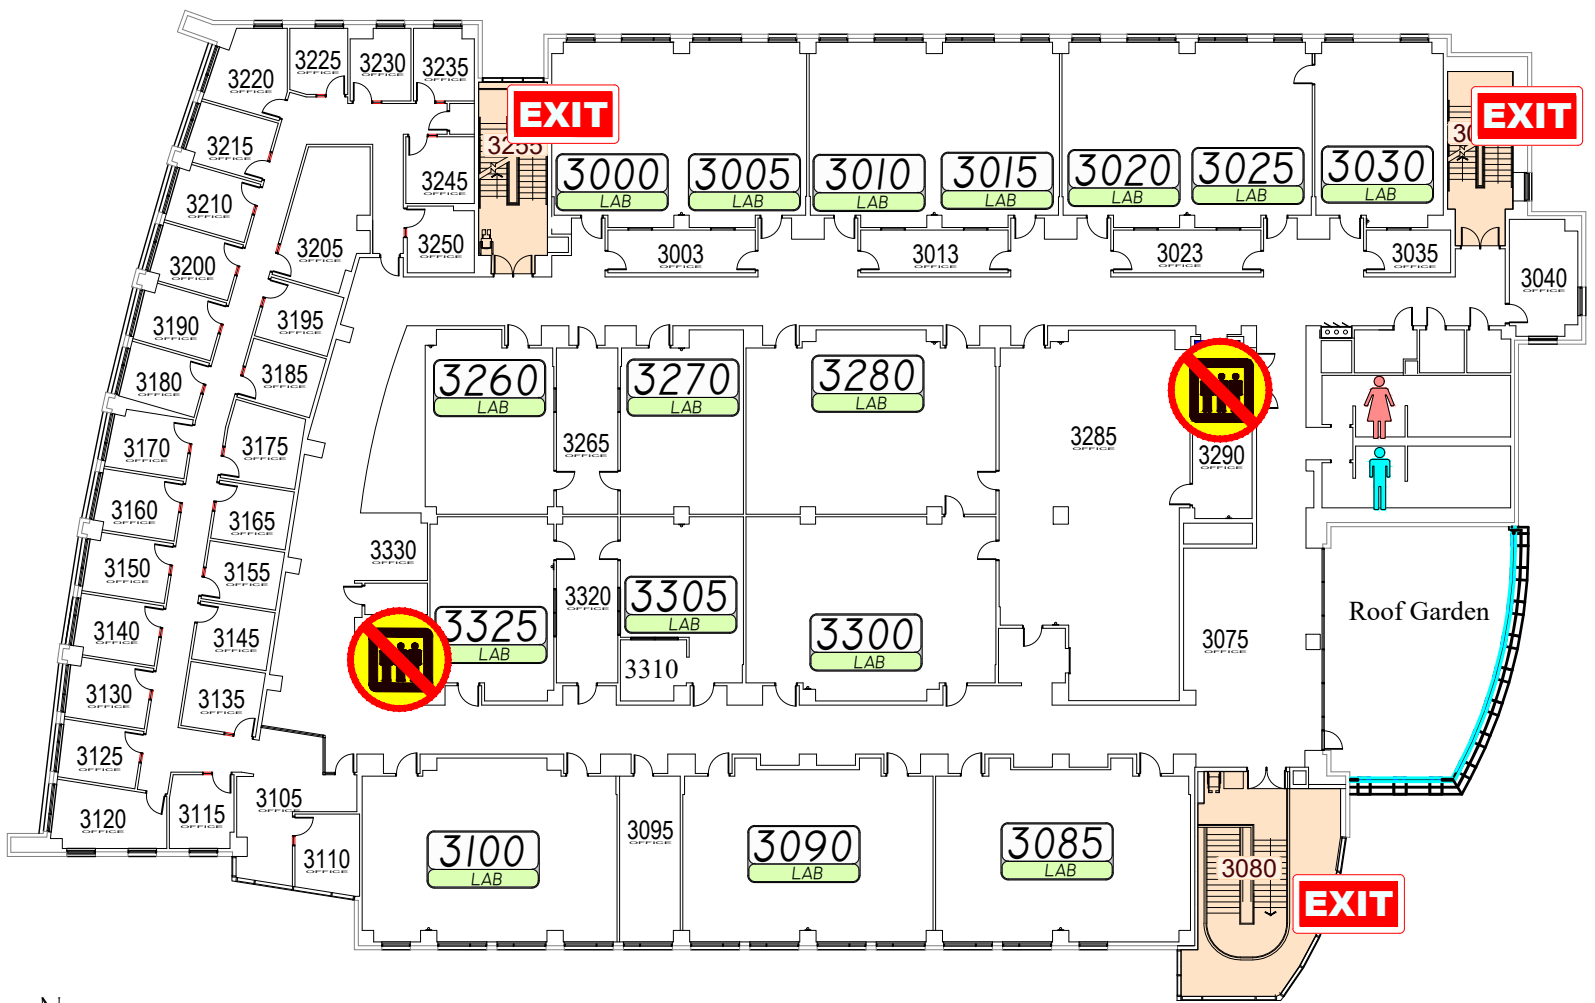 3225
OFFICE
3230
OFFICE
3235
OFFICE
3220
OFFICE
EXIT
EXIT
3255
3215
OFFICE
3000
LAB
3005
LAB
3010
LAB
3015
LAB
3020
LAB
3025
LAB
3030
LAB
3245
OFFICE
3210
OFFICE
3205
OFFICE
3250
OFFICE
3003
OFFICE
3013
OFFICE
3023
OFFICE
3035
OFFICE
3040
OFFICE
3200
OFFICE
3195
OFFICE
3190
OFFICE
3185
OFFICE
3180
OFFICE
3260
LAB
3270
LAB
3280
LAB
3175
OFFICE
3170
OFFICE
3265
OFFICE
3285
OFFICE
3290
OFFICE
3160
OFFICE
3165
OFFICE
3330
OFFICE
3150
OFFICE
3155
OFFICE
3320
OFFICE
3305
LAB
3325
LAB
3300
LAB
Roof Garden
3140
OFFICE
3145
OFFICE
3075
OFFICE
3310
3130
OFFICE
3135
OFFICE
3125
OFFICE
3105
OFFICE
3120
OFFICE
3115
OFFICE
3110
OFFICE
3100
LAB
3095
OFFICE
3090
LAB
3085
LAB
3080
EXIT
N